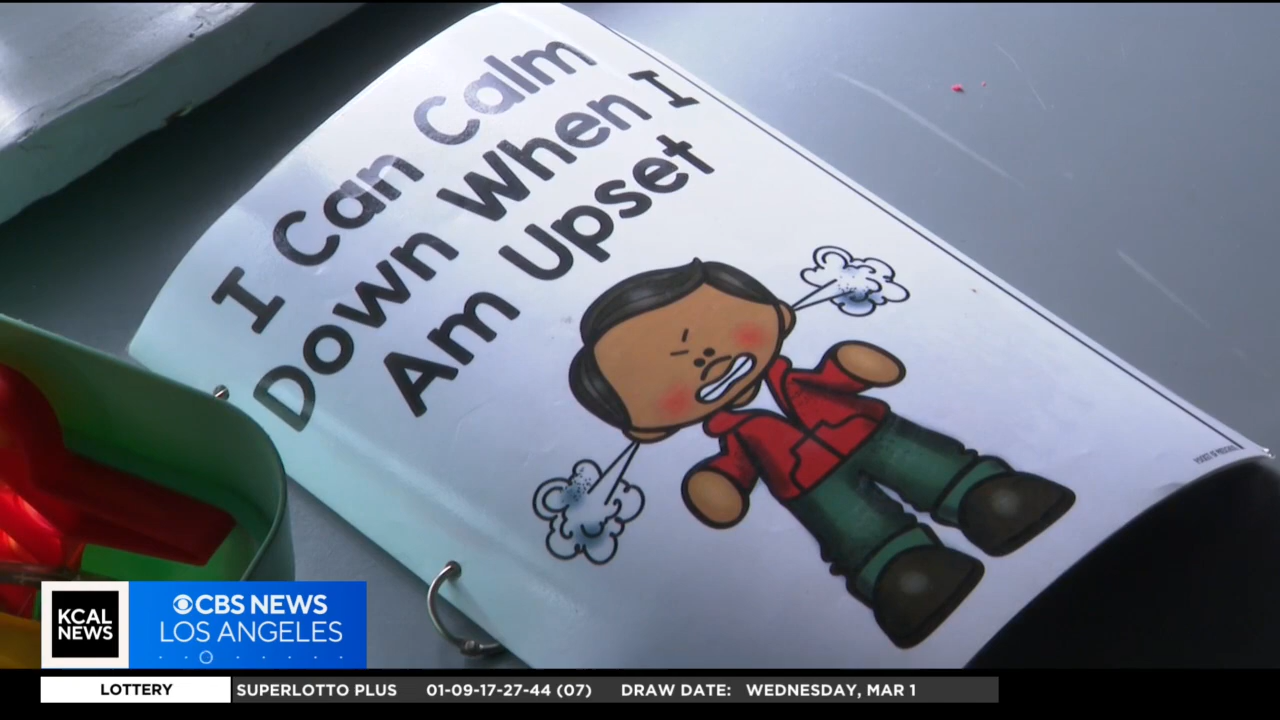 I Can Calm
Down When I
Am Upset
KCAL
NEWS
CBS NEWS
LOS ANGELES
LOTTERY
SUPERLOTTO PLUS 01-09-17-27-44 (07) DRAW DATE: WEDNESDAY, MAR 1